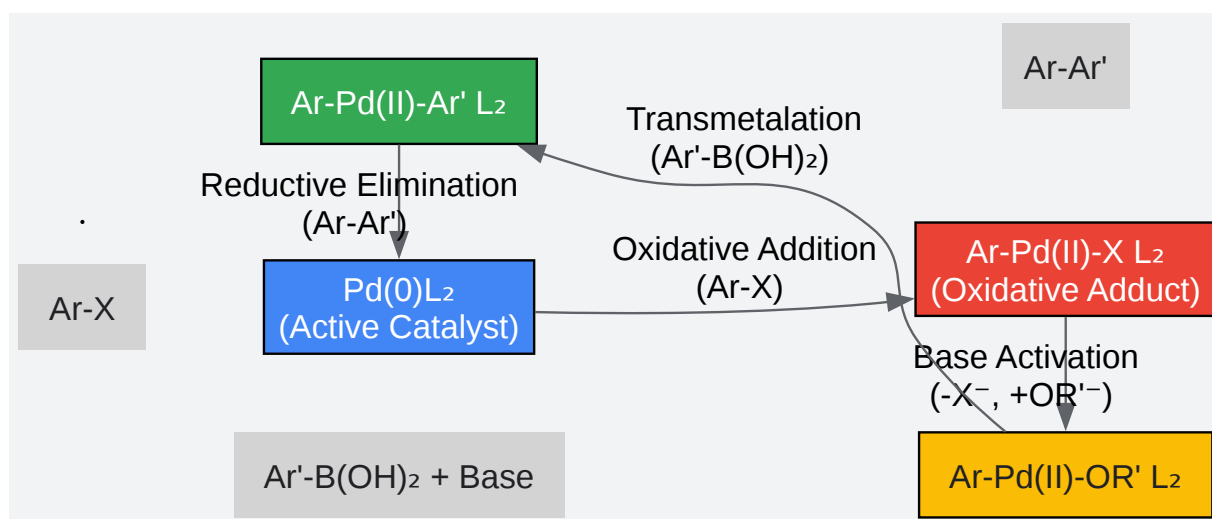 Ar-Ar'
Ar-Pd(II)-Ar' L₂
Transmetalation
(Ar'-B(OH)₂)
Reductive Elimination
(Ar-Ar')
.
Oxidative Addition
(Ar-X)
Ar-Pd(II)-X L₂
(Oxidative Adduct)
Ar-X
Pd(0)L₂
(Active Catalyst)
Base Activation
(-X⁻, +OR'⁻)
Ar'-B(OH)₂ + Base
Ar-Pd(II)-OR' L₂